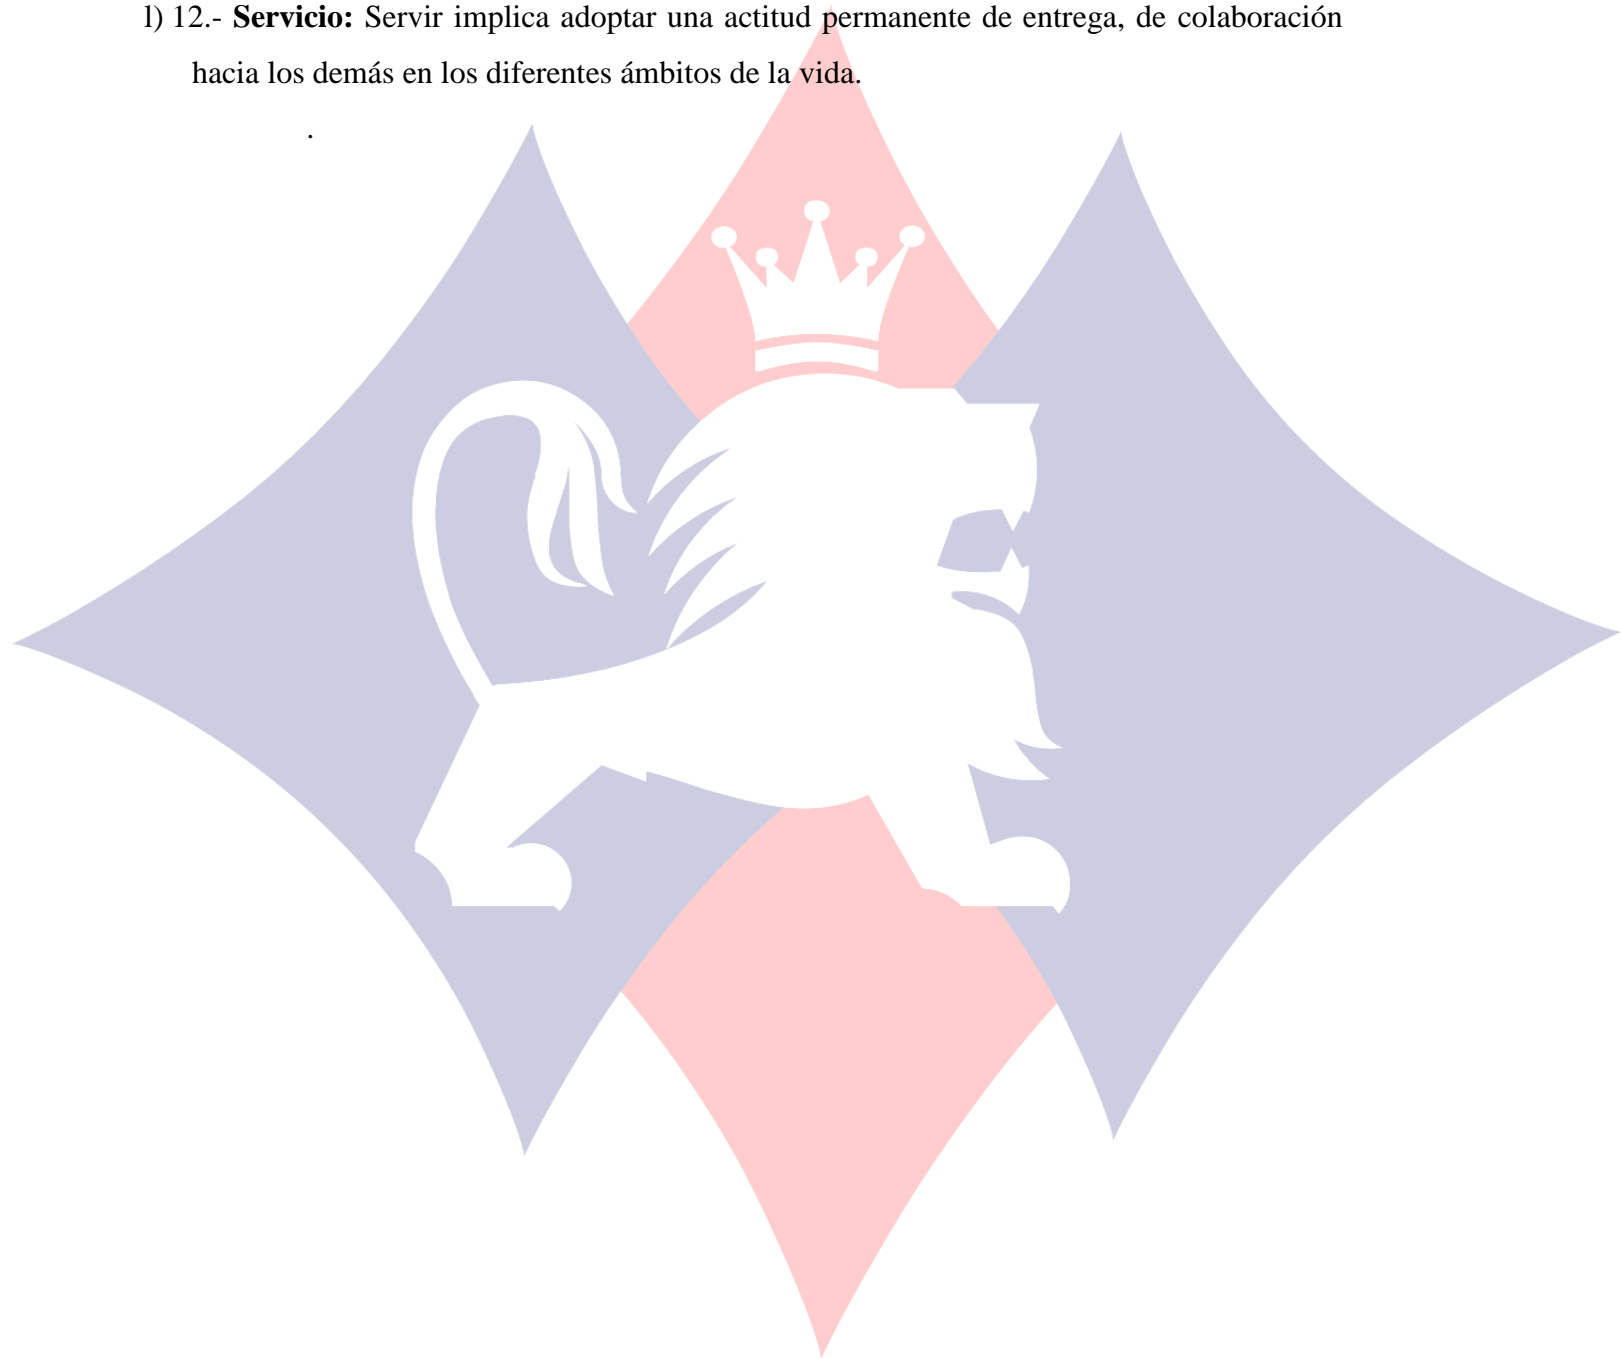 l) 12.- Servicio: Servir implica adoptar una actitud permanente de entrega, de colaboración
hacia los demás en los diferentes ámbitos de la vida.
.